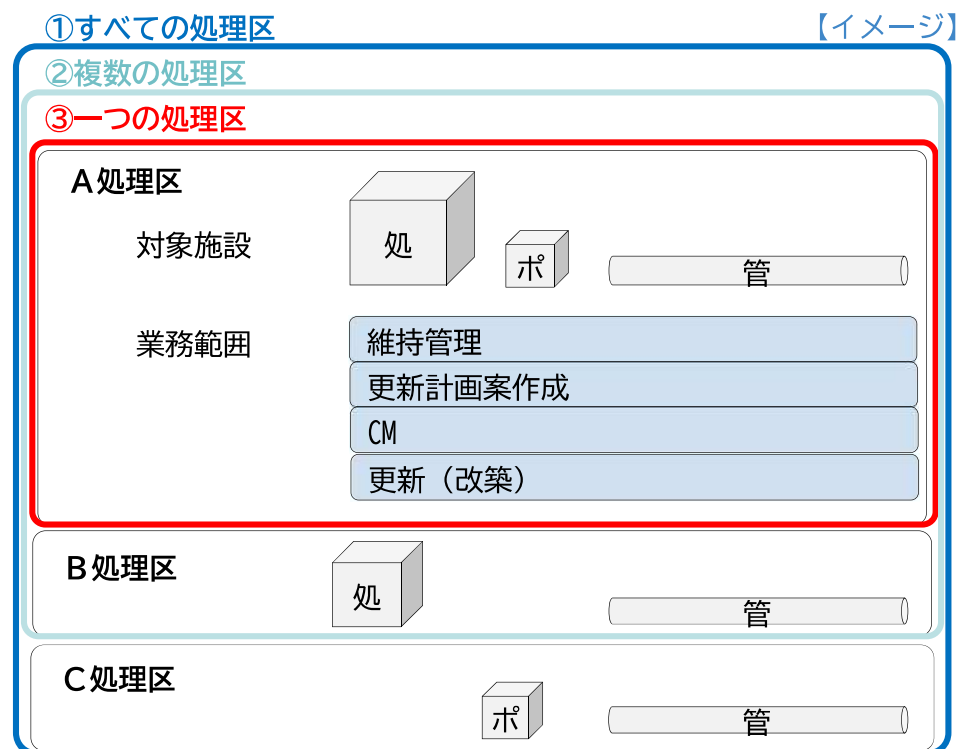 ①すべての処理区
【イメージ】
②複数の処理区
③一つの処理区
A処理区
対象施設
処
ポ
管
業務範囲
維持管理
更新計画案作成
CM
更新（改築）
B処理区
処
管
C処理区
ポ
管